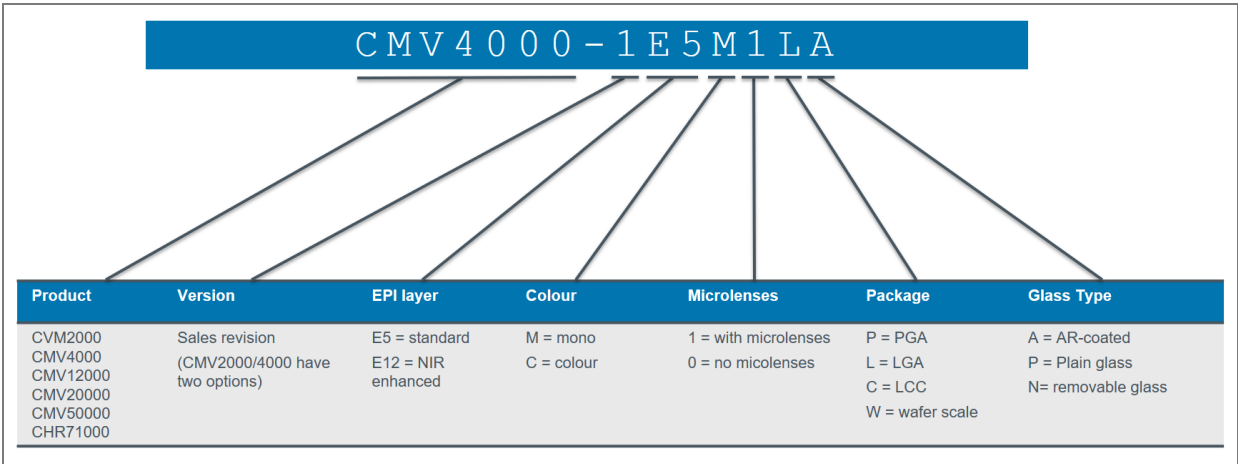 CMV4000-1E5M1LA
Product
Version
EPI layer
Colour
Microlenses
Package
Glass Type
CVM2000
CMV4000
CMV12000
CMV20000
CMV50000
CHR71000
Sales revision
(CMV2000/4000 have
two options)
E5 = standard
E12 = NIR
enhanced
M = mono
C = colour
1 = with microlenses
0 = no micolenses
P = PGA
L = LGA
C = LCC
W = wafer scale
A = AR-coated
P = Plain glass
N= removable glass